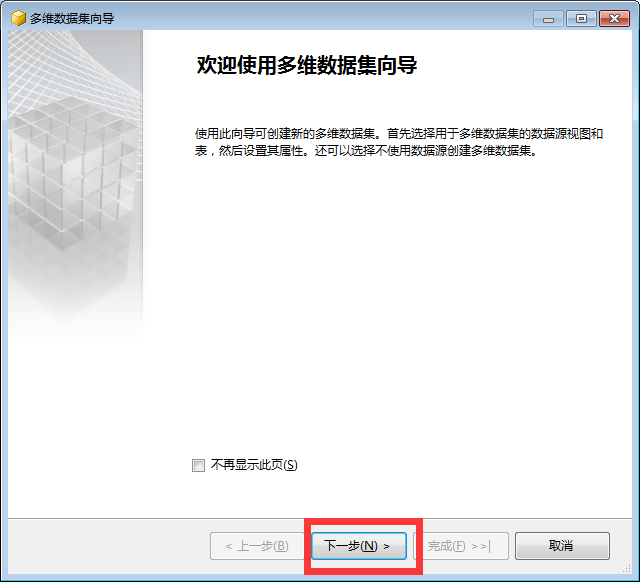 多维数据集向导
欢迎使用多维数据集向导
使用此向导可创建新的多维数据集。首先选择用于多维数据集的数据源视图和
表，然后设置其属性。还可以选择不使用数据源创建多维数据集。
不再显示此页(S)
< 上一步(B)
下一步(N) >
完成(F) >>|
取消